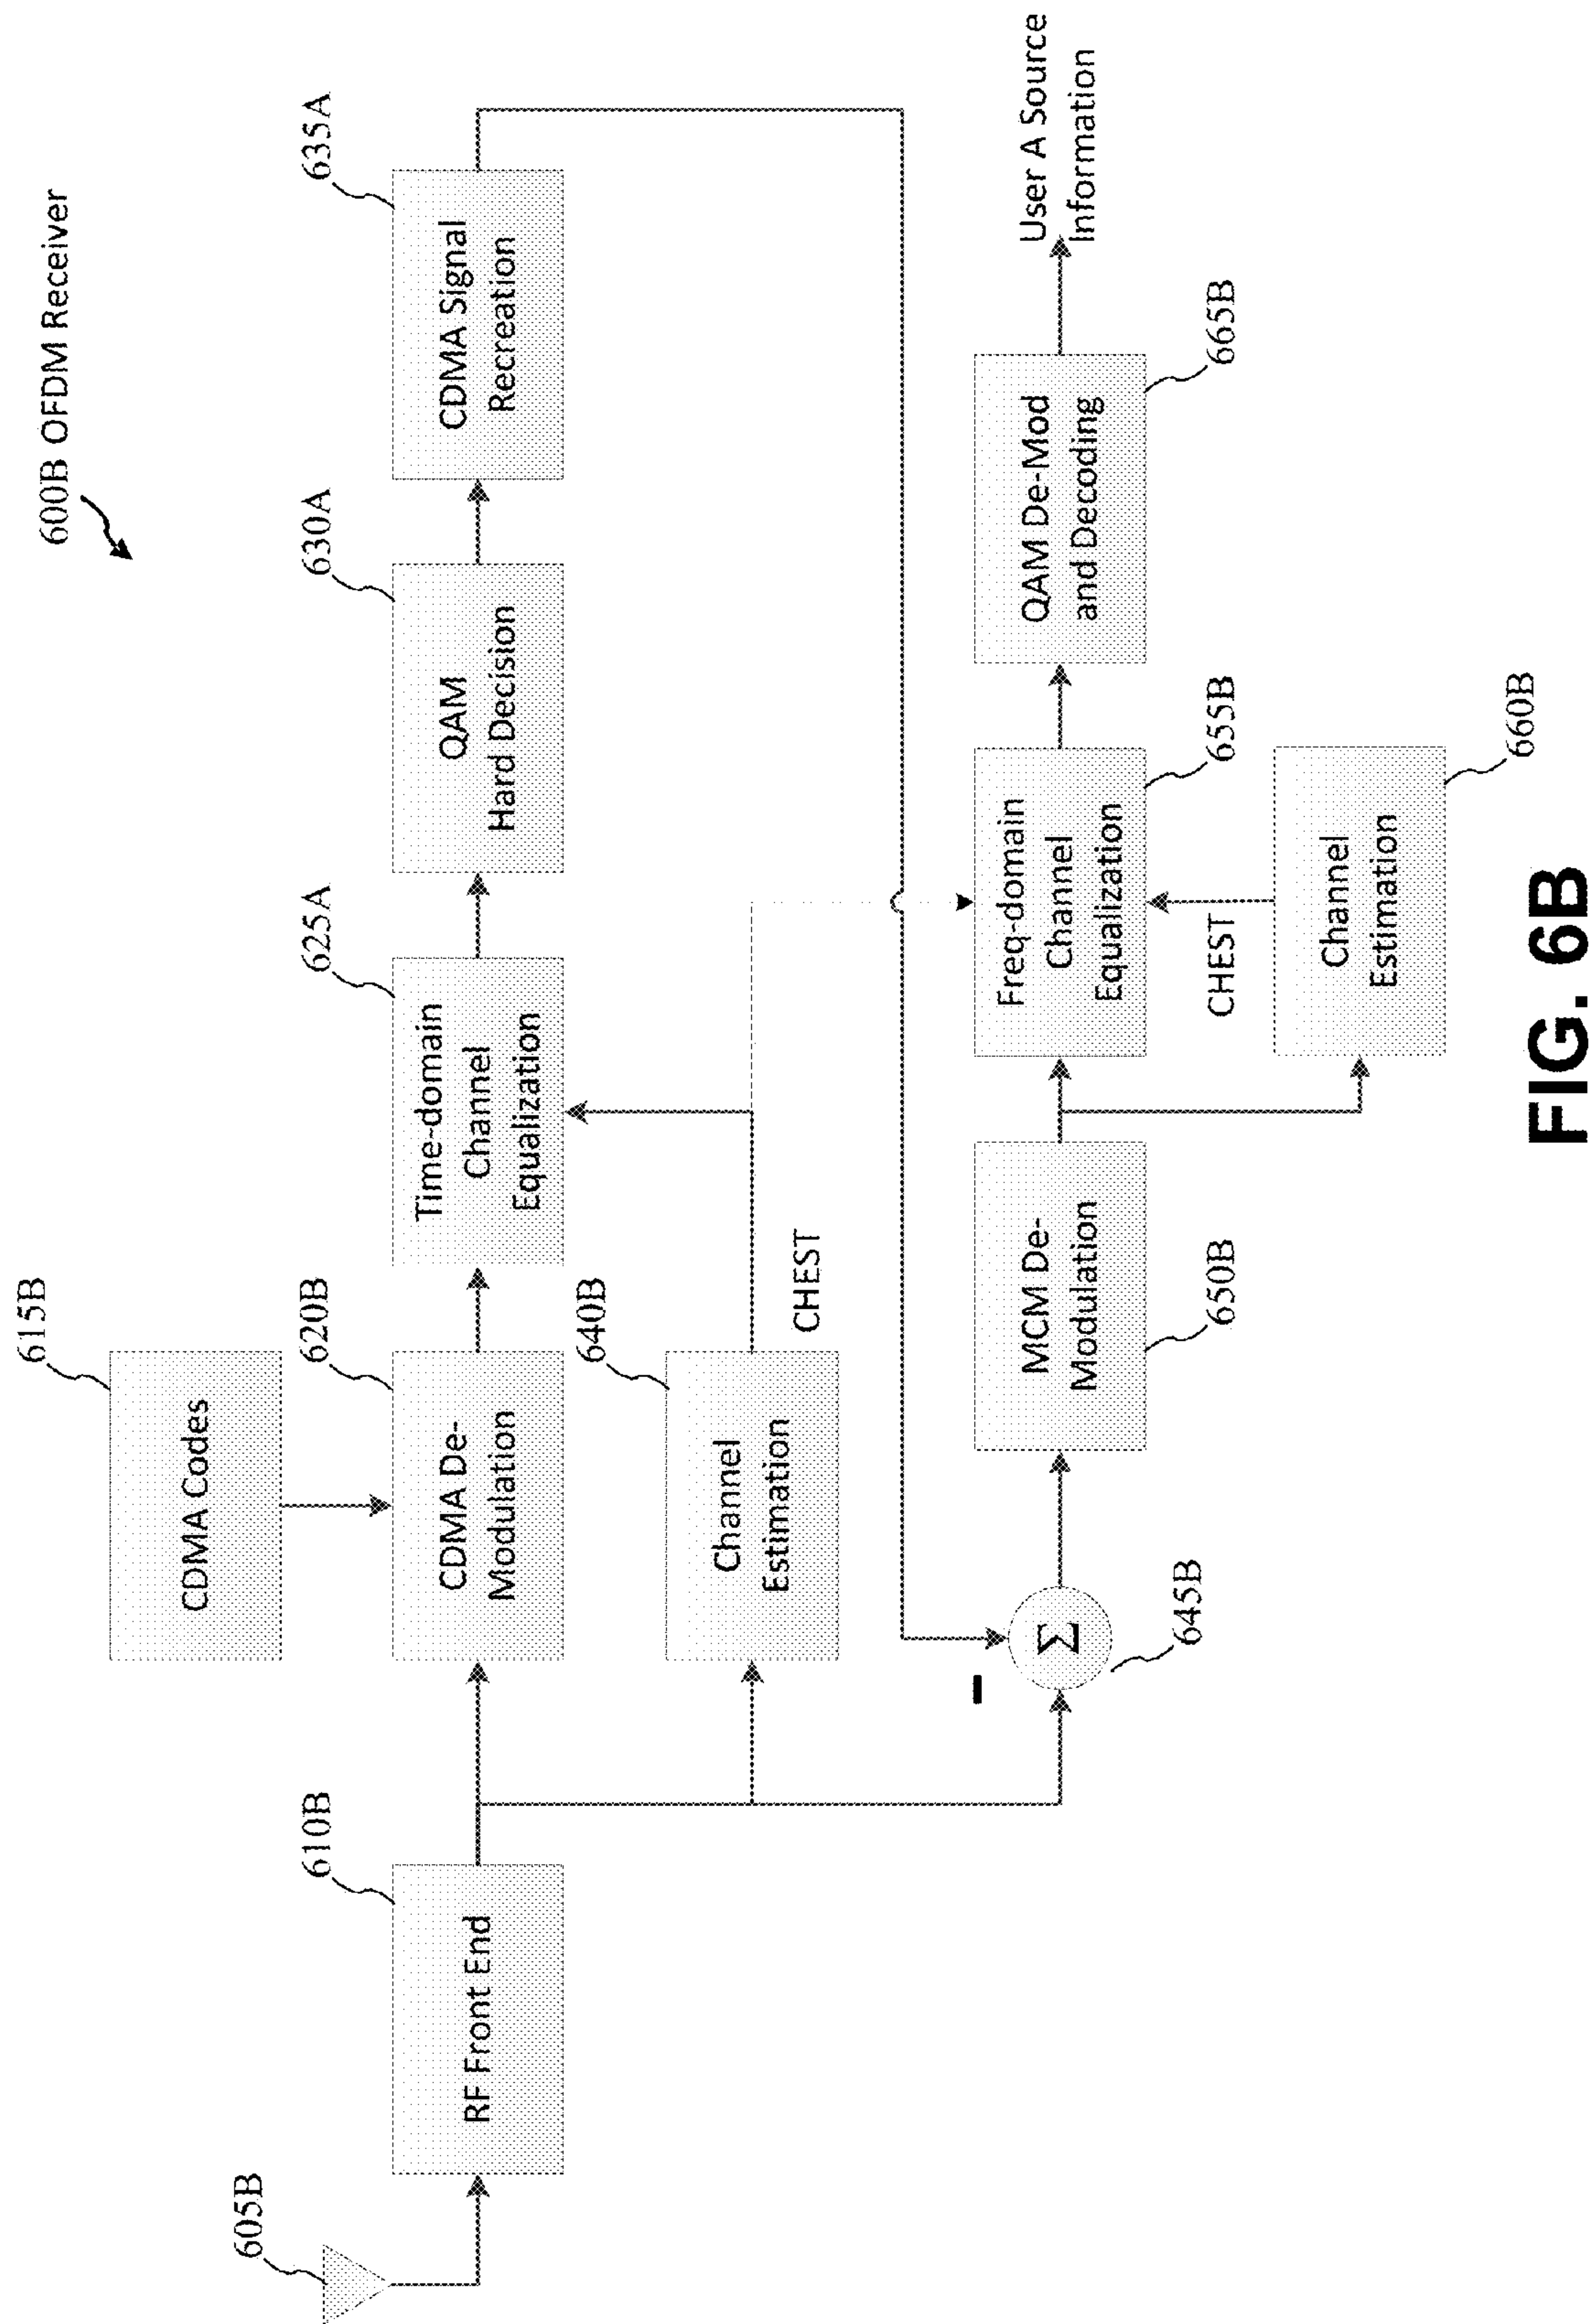 600B OFDM Receiver
605B
610B
RF Front End
615B
CDMA Codes
620B
CDMA De-
Modulation
625A
Time-domain
Channel
Equalization
630A
QAM
Hard Decision
635A
CDMA Signal
Recreation
640B
Channel
Estimation
CHEST
–
Σ
645B
MCM De-
Modulation
650B
Freq-domain
Channel
Equalization
655B
CHEST
Channel
Estimation
660B
QAM De-Mod
and Decoding
665B
User A Source
Information
FIG. 6B